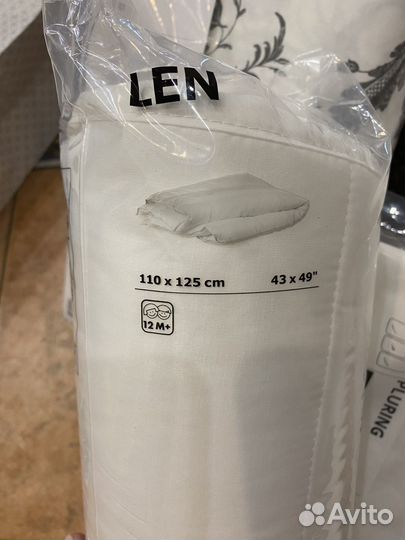 LEN
110 x 125 cm 43 x 49"
12 M+
PLURING
Avito